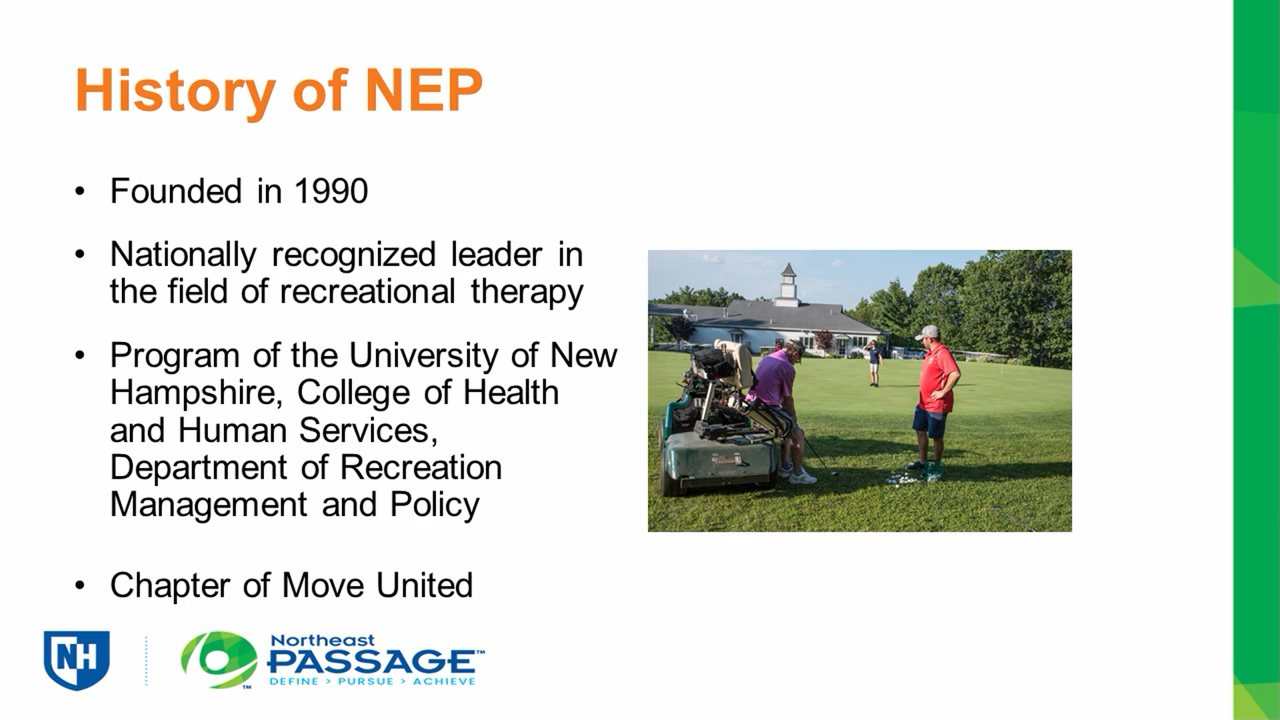 History of NEP
• Founded in 1990
• Nationally recognized leader in
the field of recreational therapy
• Program of the University of New
Hampshire, College of Health
and Human Services,
Department of Recreation
Management and Policy
• Chapter of Move United
NH
Northeast
PASSAGE™
DEFINE > PURSUE > ACHIEVE
™